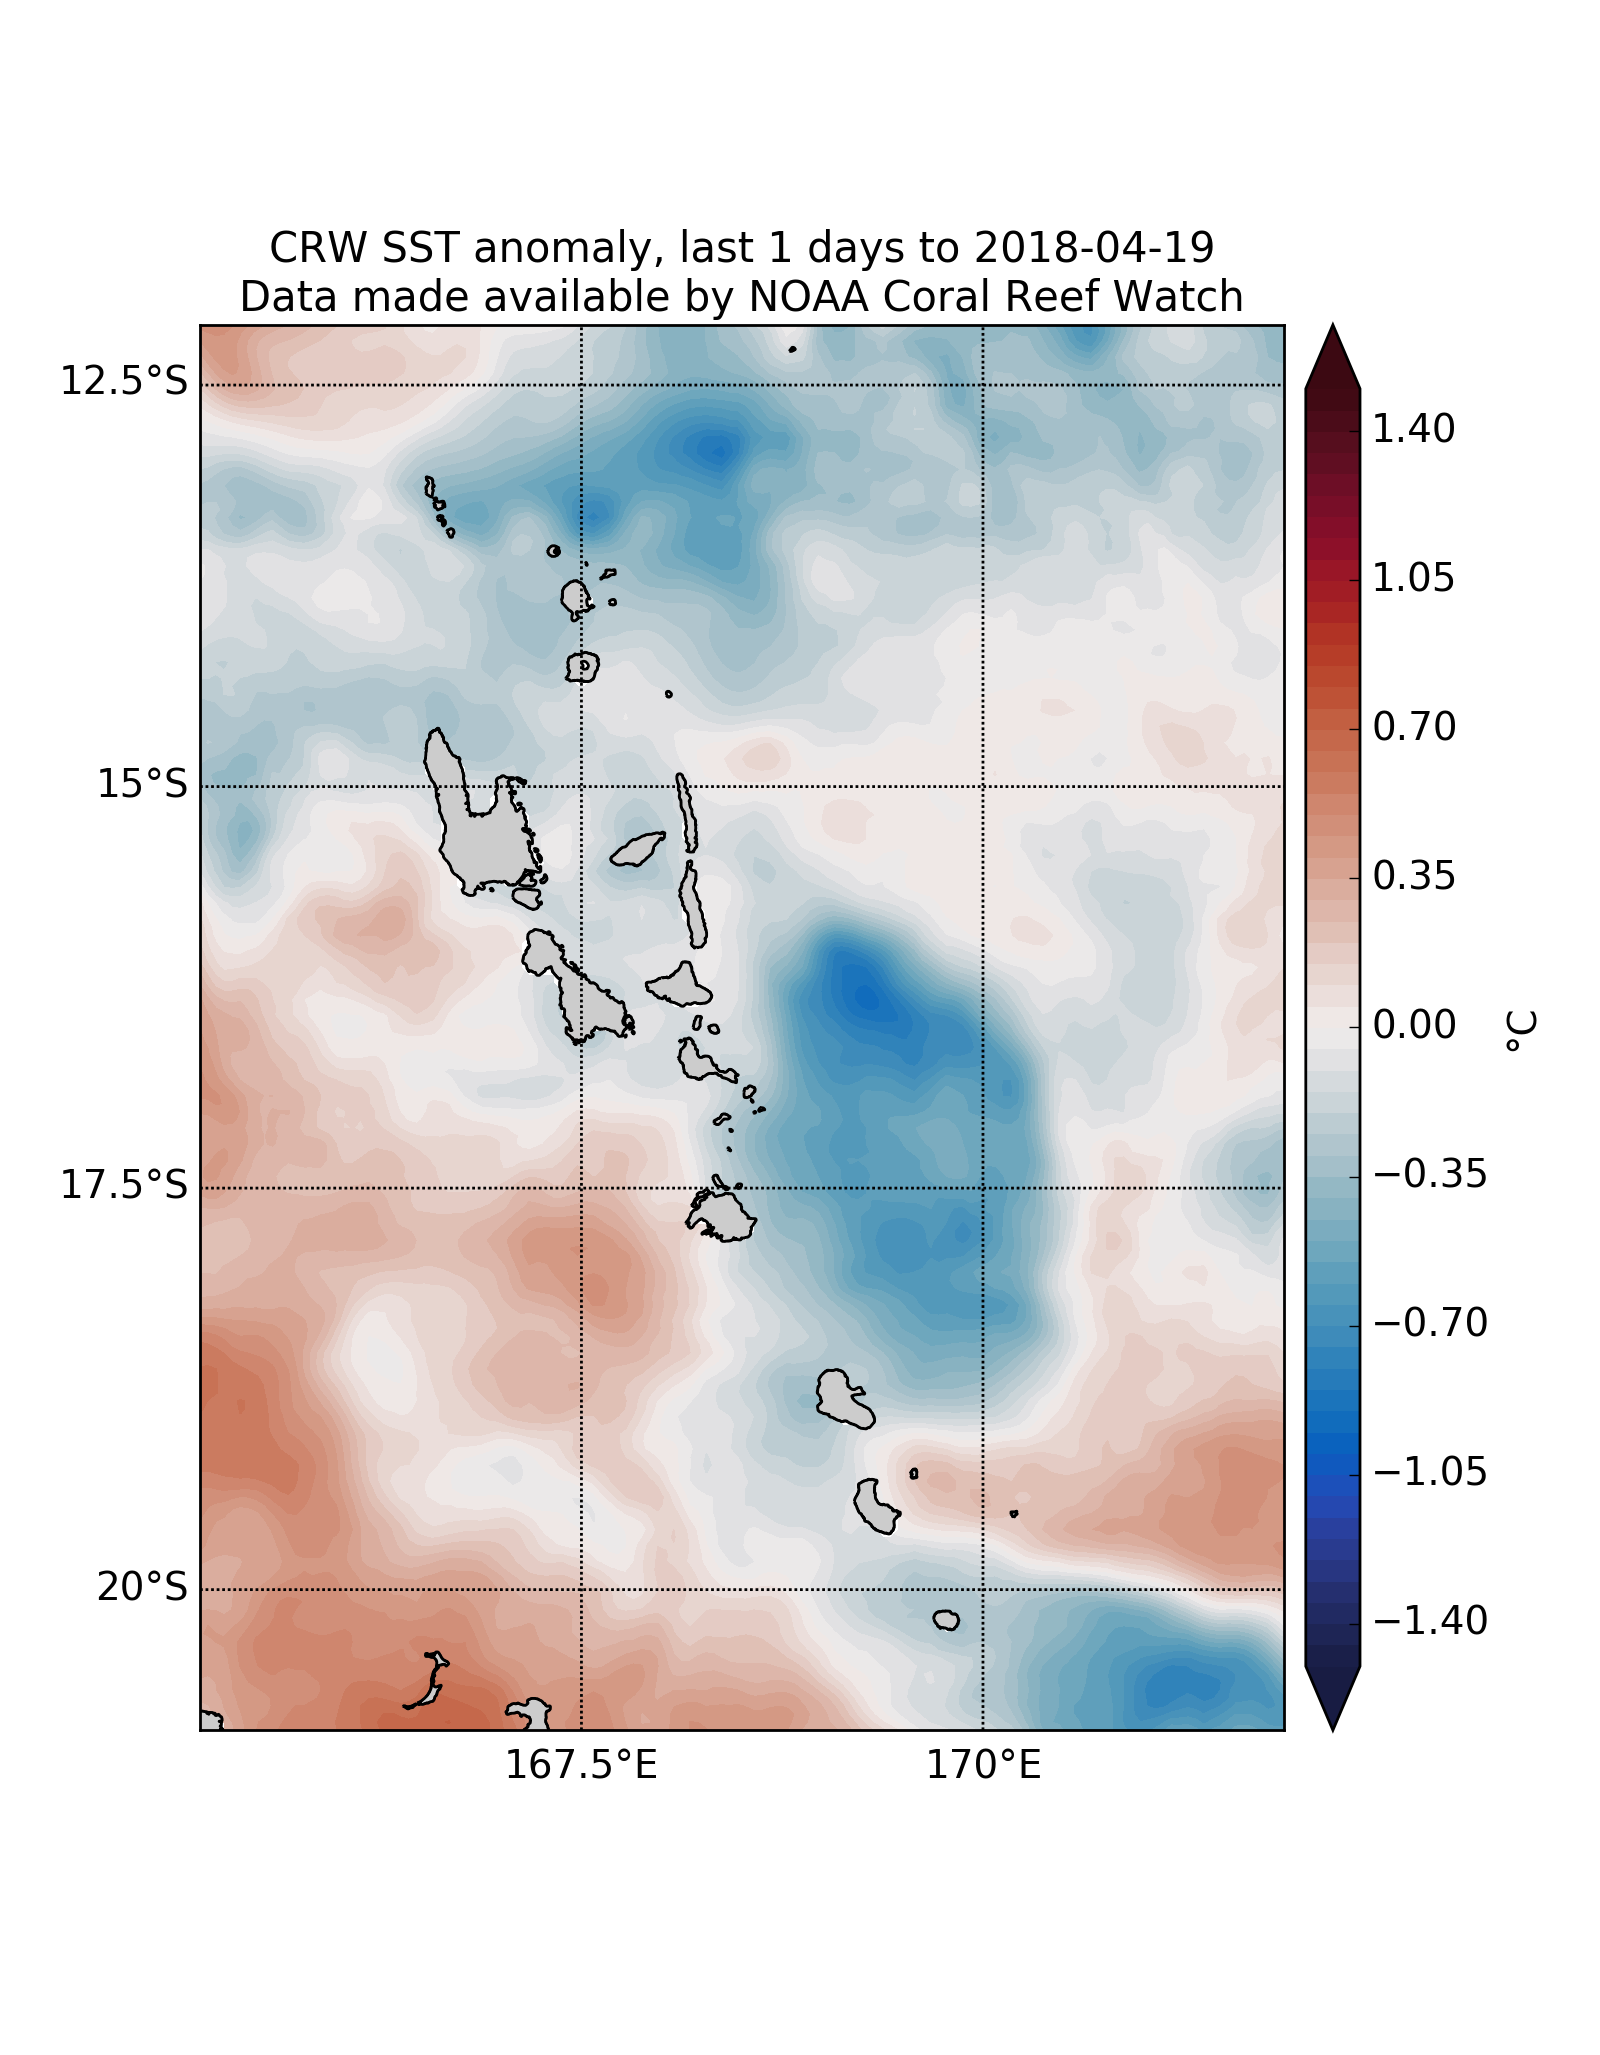 CRW SST anomaly, last 1 days to 2018-04-19
Data made available by NOAA Coral Reef Watch
12.5°S
15°S
17.5°S
20°S
167.5°E
170°E
1.40
1.05
0.70
0.35
0.00
−0.35
−0.70
−1.05
−1.40
°C